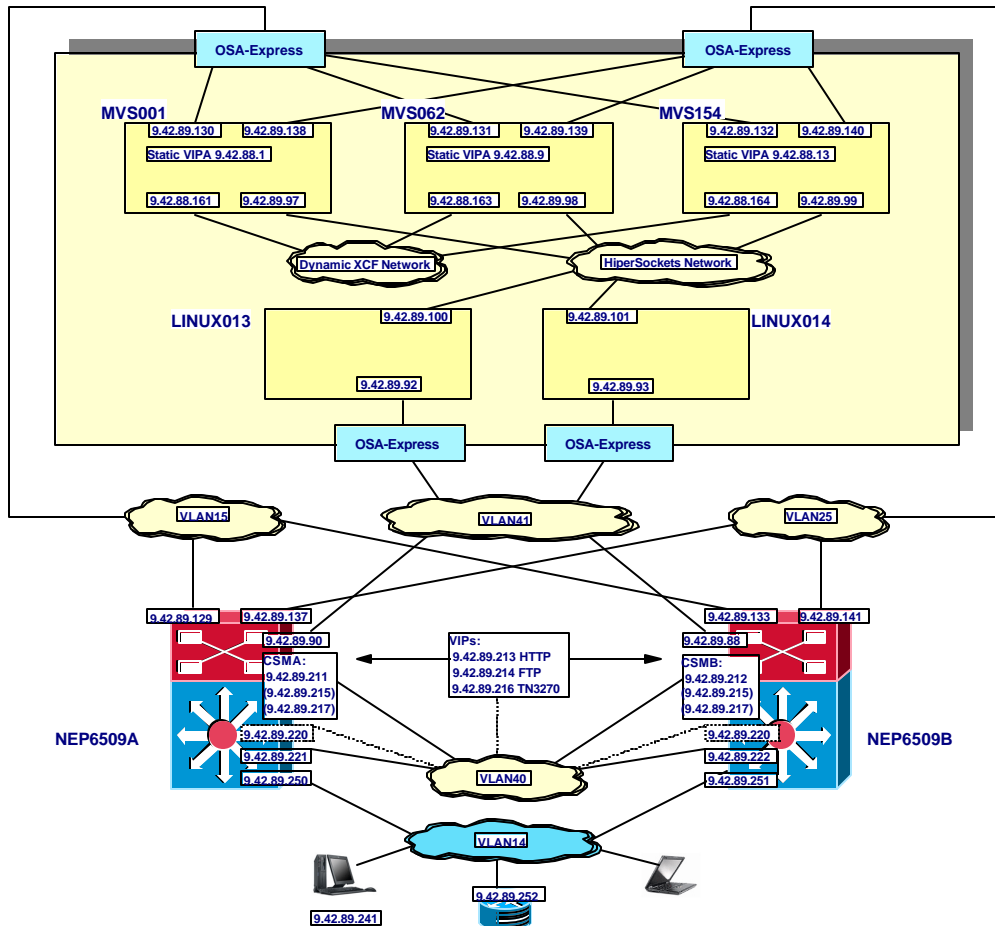 OSA-Express
OSA-Express
MVS001
MVS062
MVS154
9.42.89.130
9.42.89.138
9.42.89.131
9.42.89.139
9.42.89.132
9.42.89.140
Static VIPA 9.42.88.1
Static VIPA 9.42.88.9
Static VIPA 9.42.88.13
9.42.88.161
9.42.89.97
9.42.88.163
9.42.89.98
9.42.88.164
9.42.89.99
Dynamic XCF Network
HiperSockets Network
LINUX013
9.42.89.100
9.42.89.101
LINUX014
9.42.89.92
9.42.89.93
OSA-Express
OSA-Express
VLAN15
VLAN41
VLAN25
9.42.89.129
9.42.89.137
9.42.89.133
9.42.89.141
9.42.89.90
9.42.89.88
CSMA:
9.42.89.211
(9.42.89.215)
(9.42.89.217)
VIPs:
9.42.89.213 HTTP
9.42.89.214 FTP
9.42.89.216 TN3270
CSMB:
9.42.89.212
(9.42.89.215)
(9.42.89.217)
NEP6509A
9.42.89.220
9.42.89.221
9.42.89.250
9.42.89.220
9.42.89.222
9.42.89.251
NEP6509B
VLAN40
VLAN14
9.42.89.241
9.42.89.252